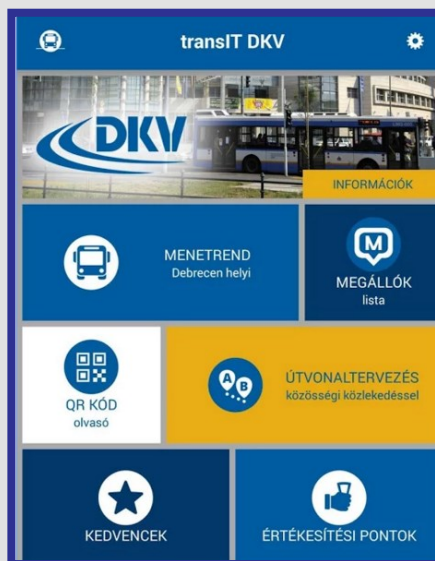 transIT DKV
DKV
INFORMÁCIÓK
MENETREND
Debrecen helyi
M
MEGÁLLÓK
lista
QR KÓD
olvasó
A B
ÚTVONALTERVEZÉS
közösségi közlekedéssel
KEDVENCEK
ÉRTÉKESÍTÉSI PONTOK